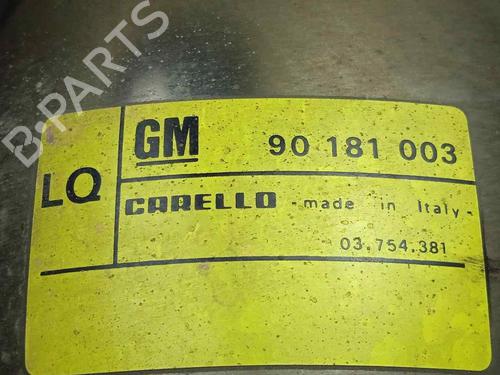 B-PARTS
GM 90 181 003
LQ
CARELLO - made in Italy -
03.754.381